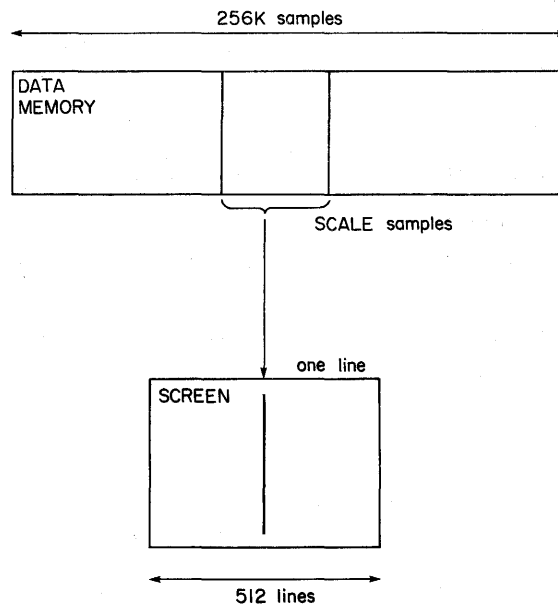 256K samples
DATA
MEMORY
SCALE samples
one line
SCREEN
512 lines